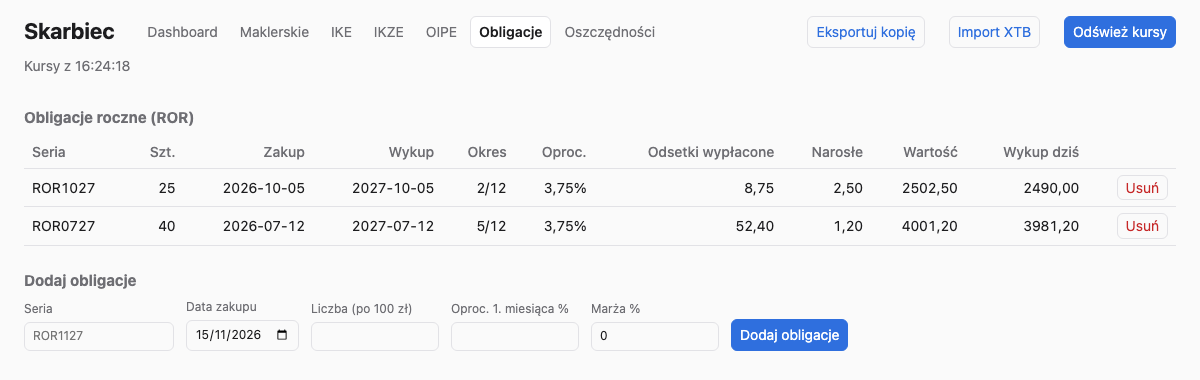 Skarbiec Dashboard Maklerskie IKE IKZE OIPE Obligacje Oszczędności Eksportuj kopię Import XTB Odśwież kursy
Kursy z 16:24:18
Obligacje roczne (ROR)
Seria Szt. Zakup Wykup Okres Oproc. Odsetki wypłacone Narosłe Wartość Wykup dziś
ROR1027 25 2026-10-05 2027-10-05 2/12 3,75% 8,75 2,50 2502,50 2490,00 Usuń
ROR0727 40 2026-07-12 2027-07-12 5/12 3,75% 52,40 1,20 4001,20 3981,20 Usuń
Dodaj obligacje
Seria Data zakupu Liczba (po 100 zł) Oproc. 1. miesiąca % Marża %
ROR1127 15/11/2026 0 Dodaj obligacje